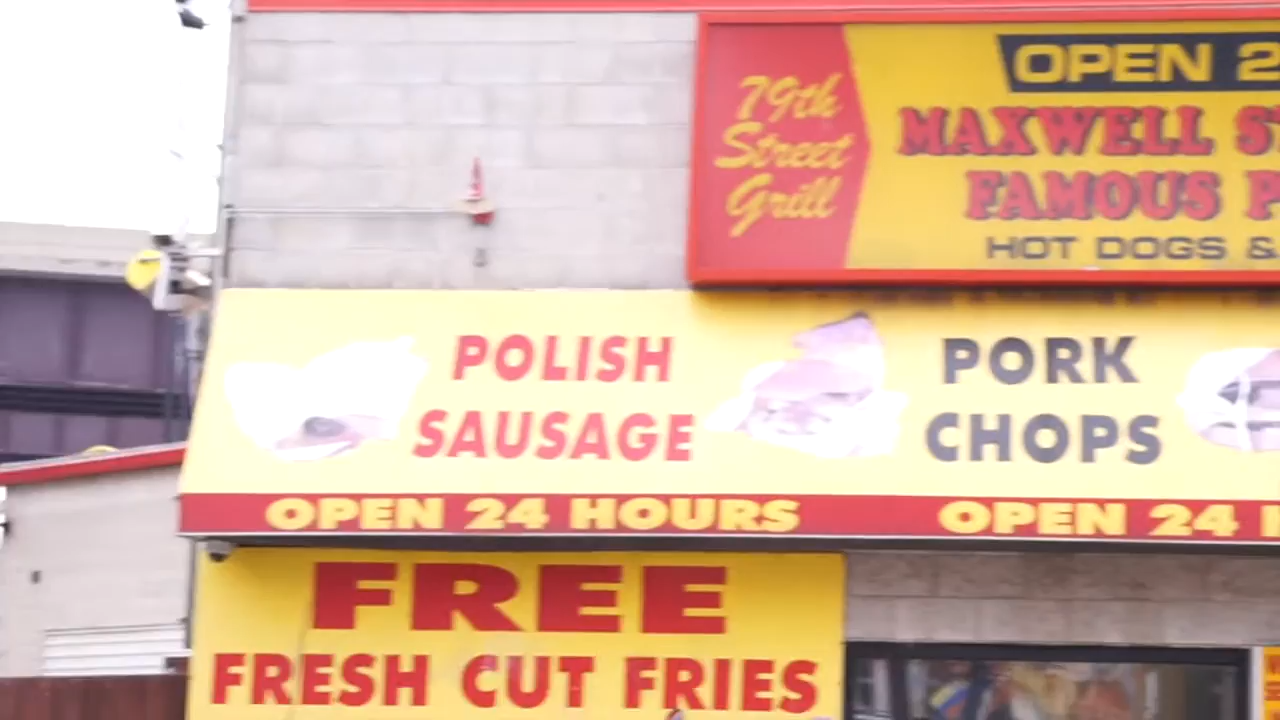 79th
Street
Grill
OPEN 2
MAXWELL S
FAMOUS P
HOT DOGS &
POLISH
SAUSAGE
PORK
CHOPS
OPEN 24 HOURS
OPEN 24 H
FREE
FRESH CUT FRIES